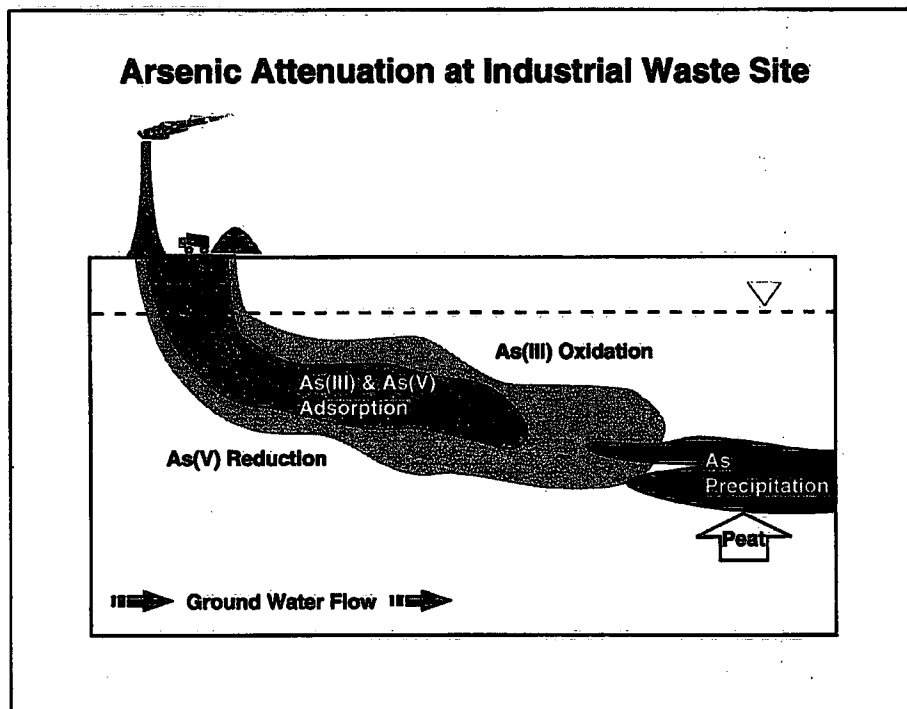 Arsenic Attenuation at Industrial Waste Site
As(III) Oxidation
As(III) & As(V)
Adsorption
As(V) Reduction
As
Precipitation
Peat
Ground Water Flow